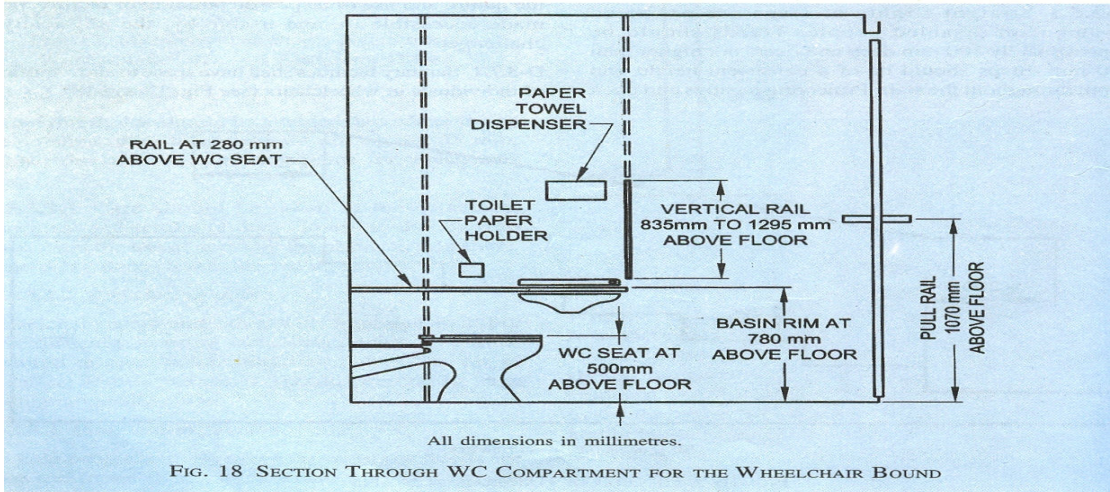 PAPER
TOWEL
DISPENSER
RAIL AT 280 mm
ABOVE WC SEAT
TOILET
PAPER
HOLDER
VERTICAL RAIL
835mm TO 1295 mm
ABOVE FLOOR
BASIN RIM AT
780 mm
ABOVE FLOOR
WC SEAT AT
500mm
ABOVE FLOOR
PULL RAIL
1070 mm
ABOVE FLOOR
All dimensions in millimetres.
FIG. 18 SECTION THROUGH WC COMPARTMENT FOR THE WHEELCHAIR BOUND